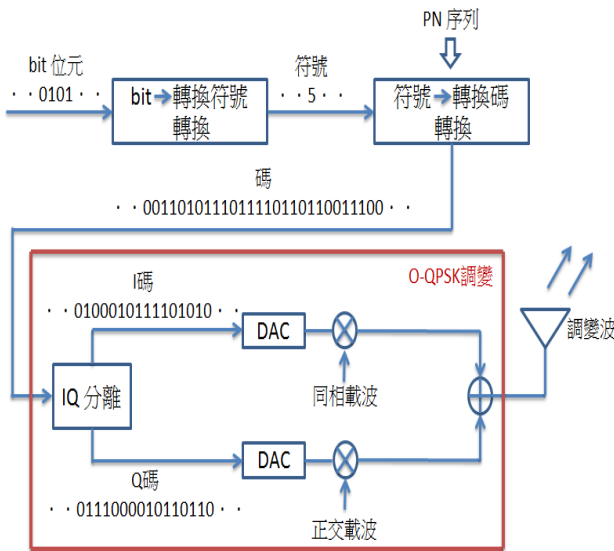 PN 序列
bit 位元
· · 0101 · ·
bit→轉換符號
轉換
符號
· · 5 · ·
符號→轉換碼
轉換
碼
· · 00110101110111110110110011100 · ·
O-QPSK調變
I碼
· · 0100010111101010 · ·
DAC
同相載波
調變波
IQ 分離
DAC
Q碼
· · 0111000010110110 · ·
正交載波